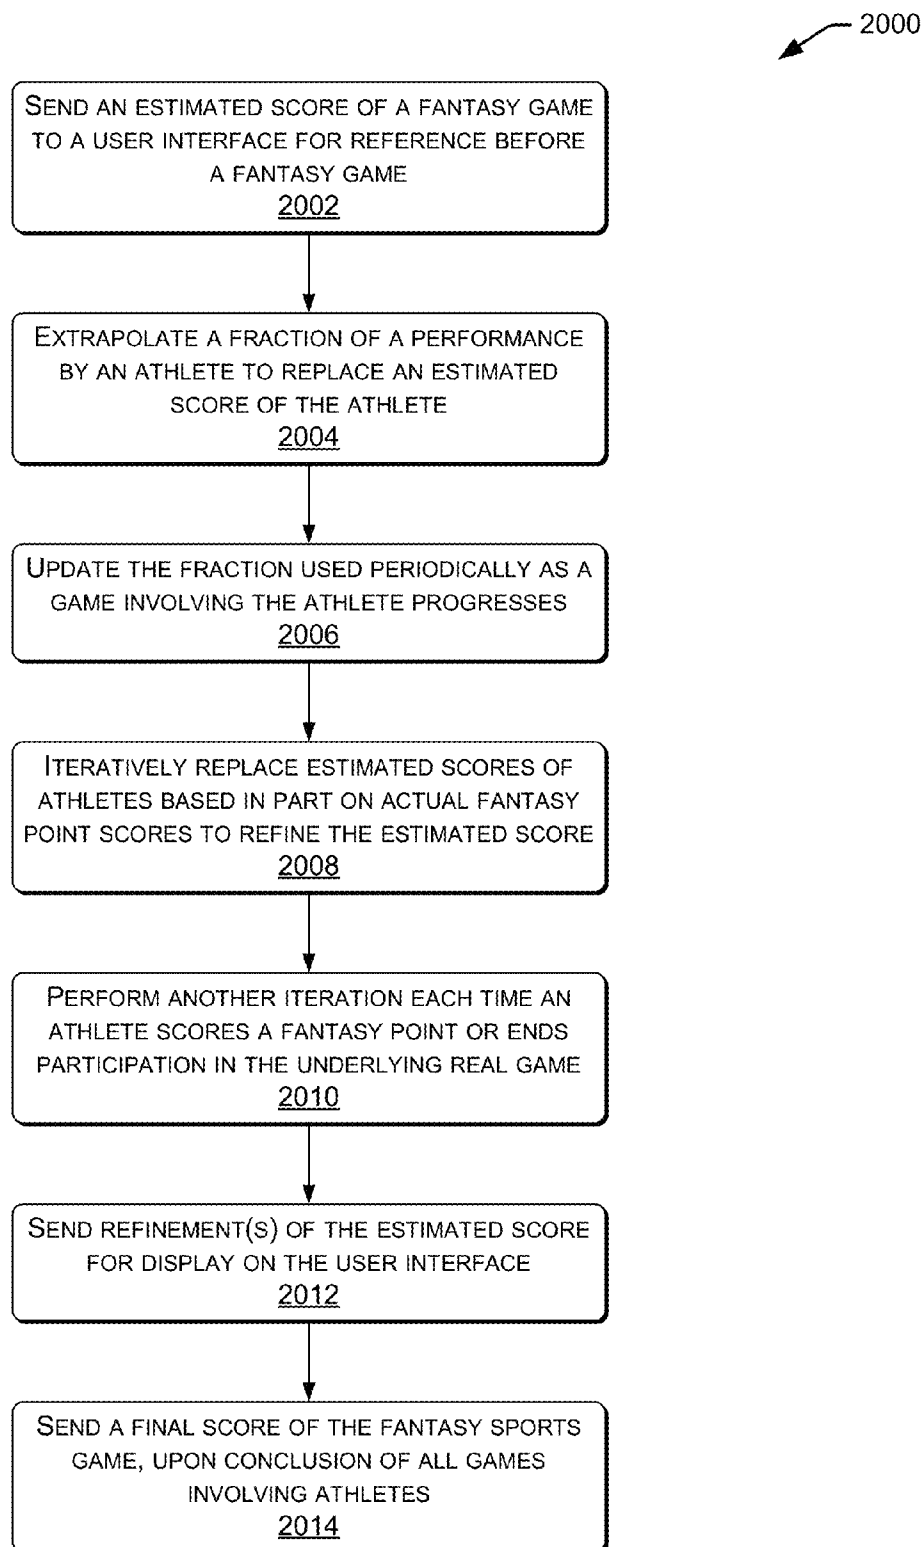 2000
SEND AN ESTIMATED SCORE OF A FANTASY GAME
TO A USER INTERFACE FOR REFERENCE BEFORE
A FANTASY GAME
2002
EXTRAPOLATE A FRACTION OF A PERFORMANCE
BY AN ATHLETE TO REPLACE AN ESTIMATED
SCORE OF THE ATHLETE
2004
UPDATE THE FRACTION USED PERIODICALLY AS A
GAME INVOLVING THE ATHLETE PROGRESSES
2006
ITERATIVELY REPLACE ESTIMATED SCORES OF
ATHLETES BASED IN PART ON ACTUAL FANTASY
POINT SCORES TO REFINE THE ESTIMATED SCORE
2008
PERFORM ANOTHER ITERATION EACH TIME AN
ATHLETE SCORES A FANTASY POINT OR ENDS
PARTICIPATION IN THE UNDERLYING REAL GAME
2010
SEND REFINEMENT(S) OF THE ESTIMATED SCORE
FOR DISPLAY ON THE USER INTERFACE
2012
SEND A FINAL SCORE OF THE FANTASY SPORTS
GAME, UPON CONCLUSION OF ALL GAMES
INVOLVING ATHLETES
2014